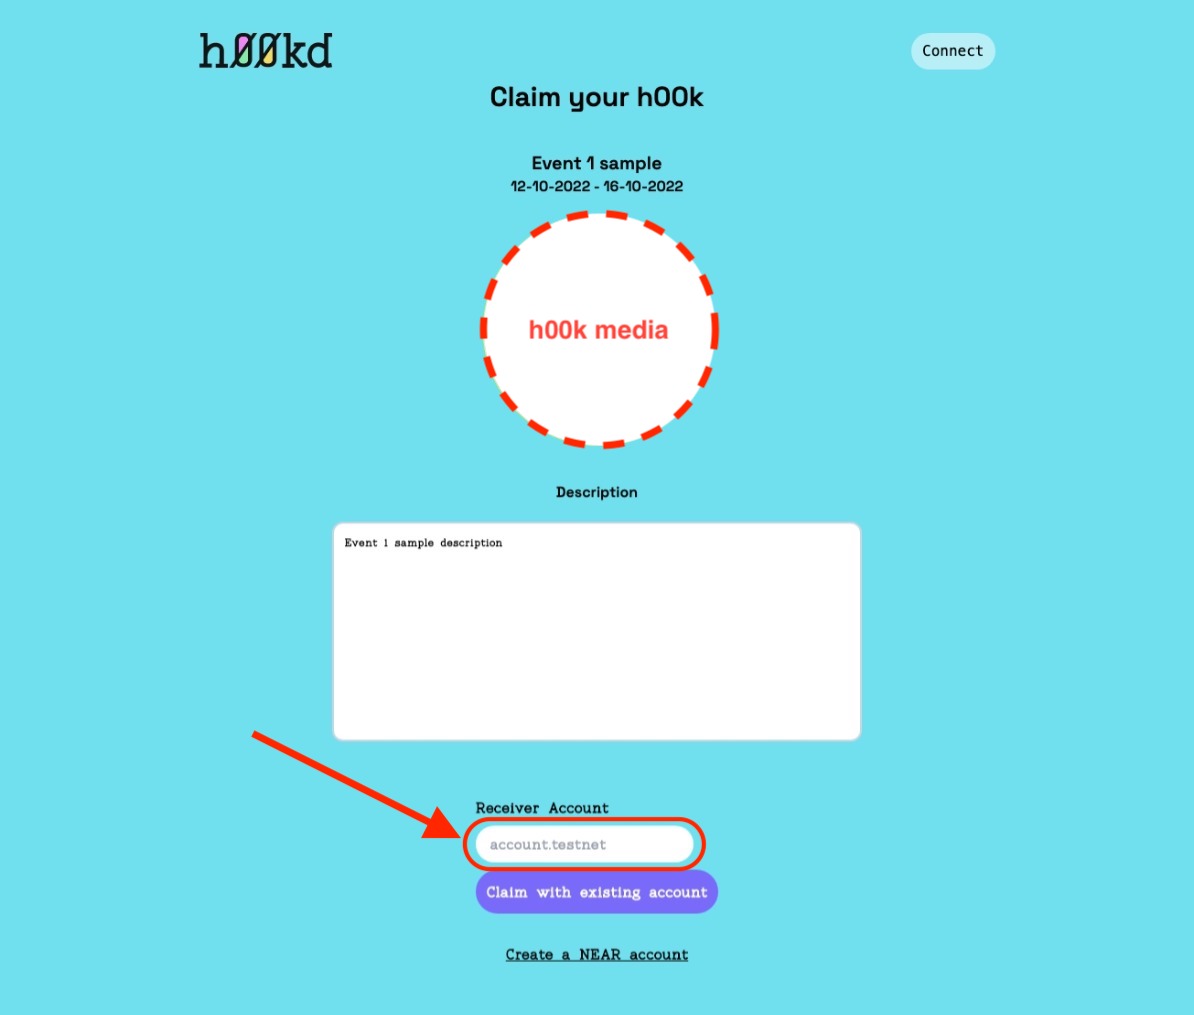 h00kd
Connect
Claim your h00k
Event 1 sample
12-10-2022 - 16-10-2022
h00k media
Description
Event 1 sample description
Receiver Account
account.testnet
Claim with existing account
Create a NEAR account